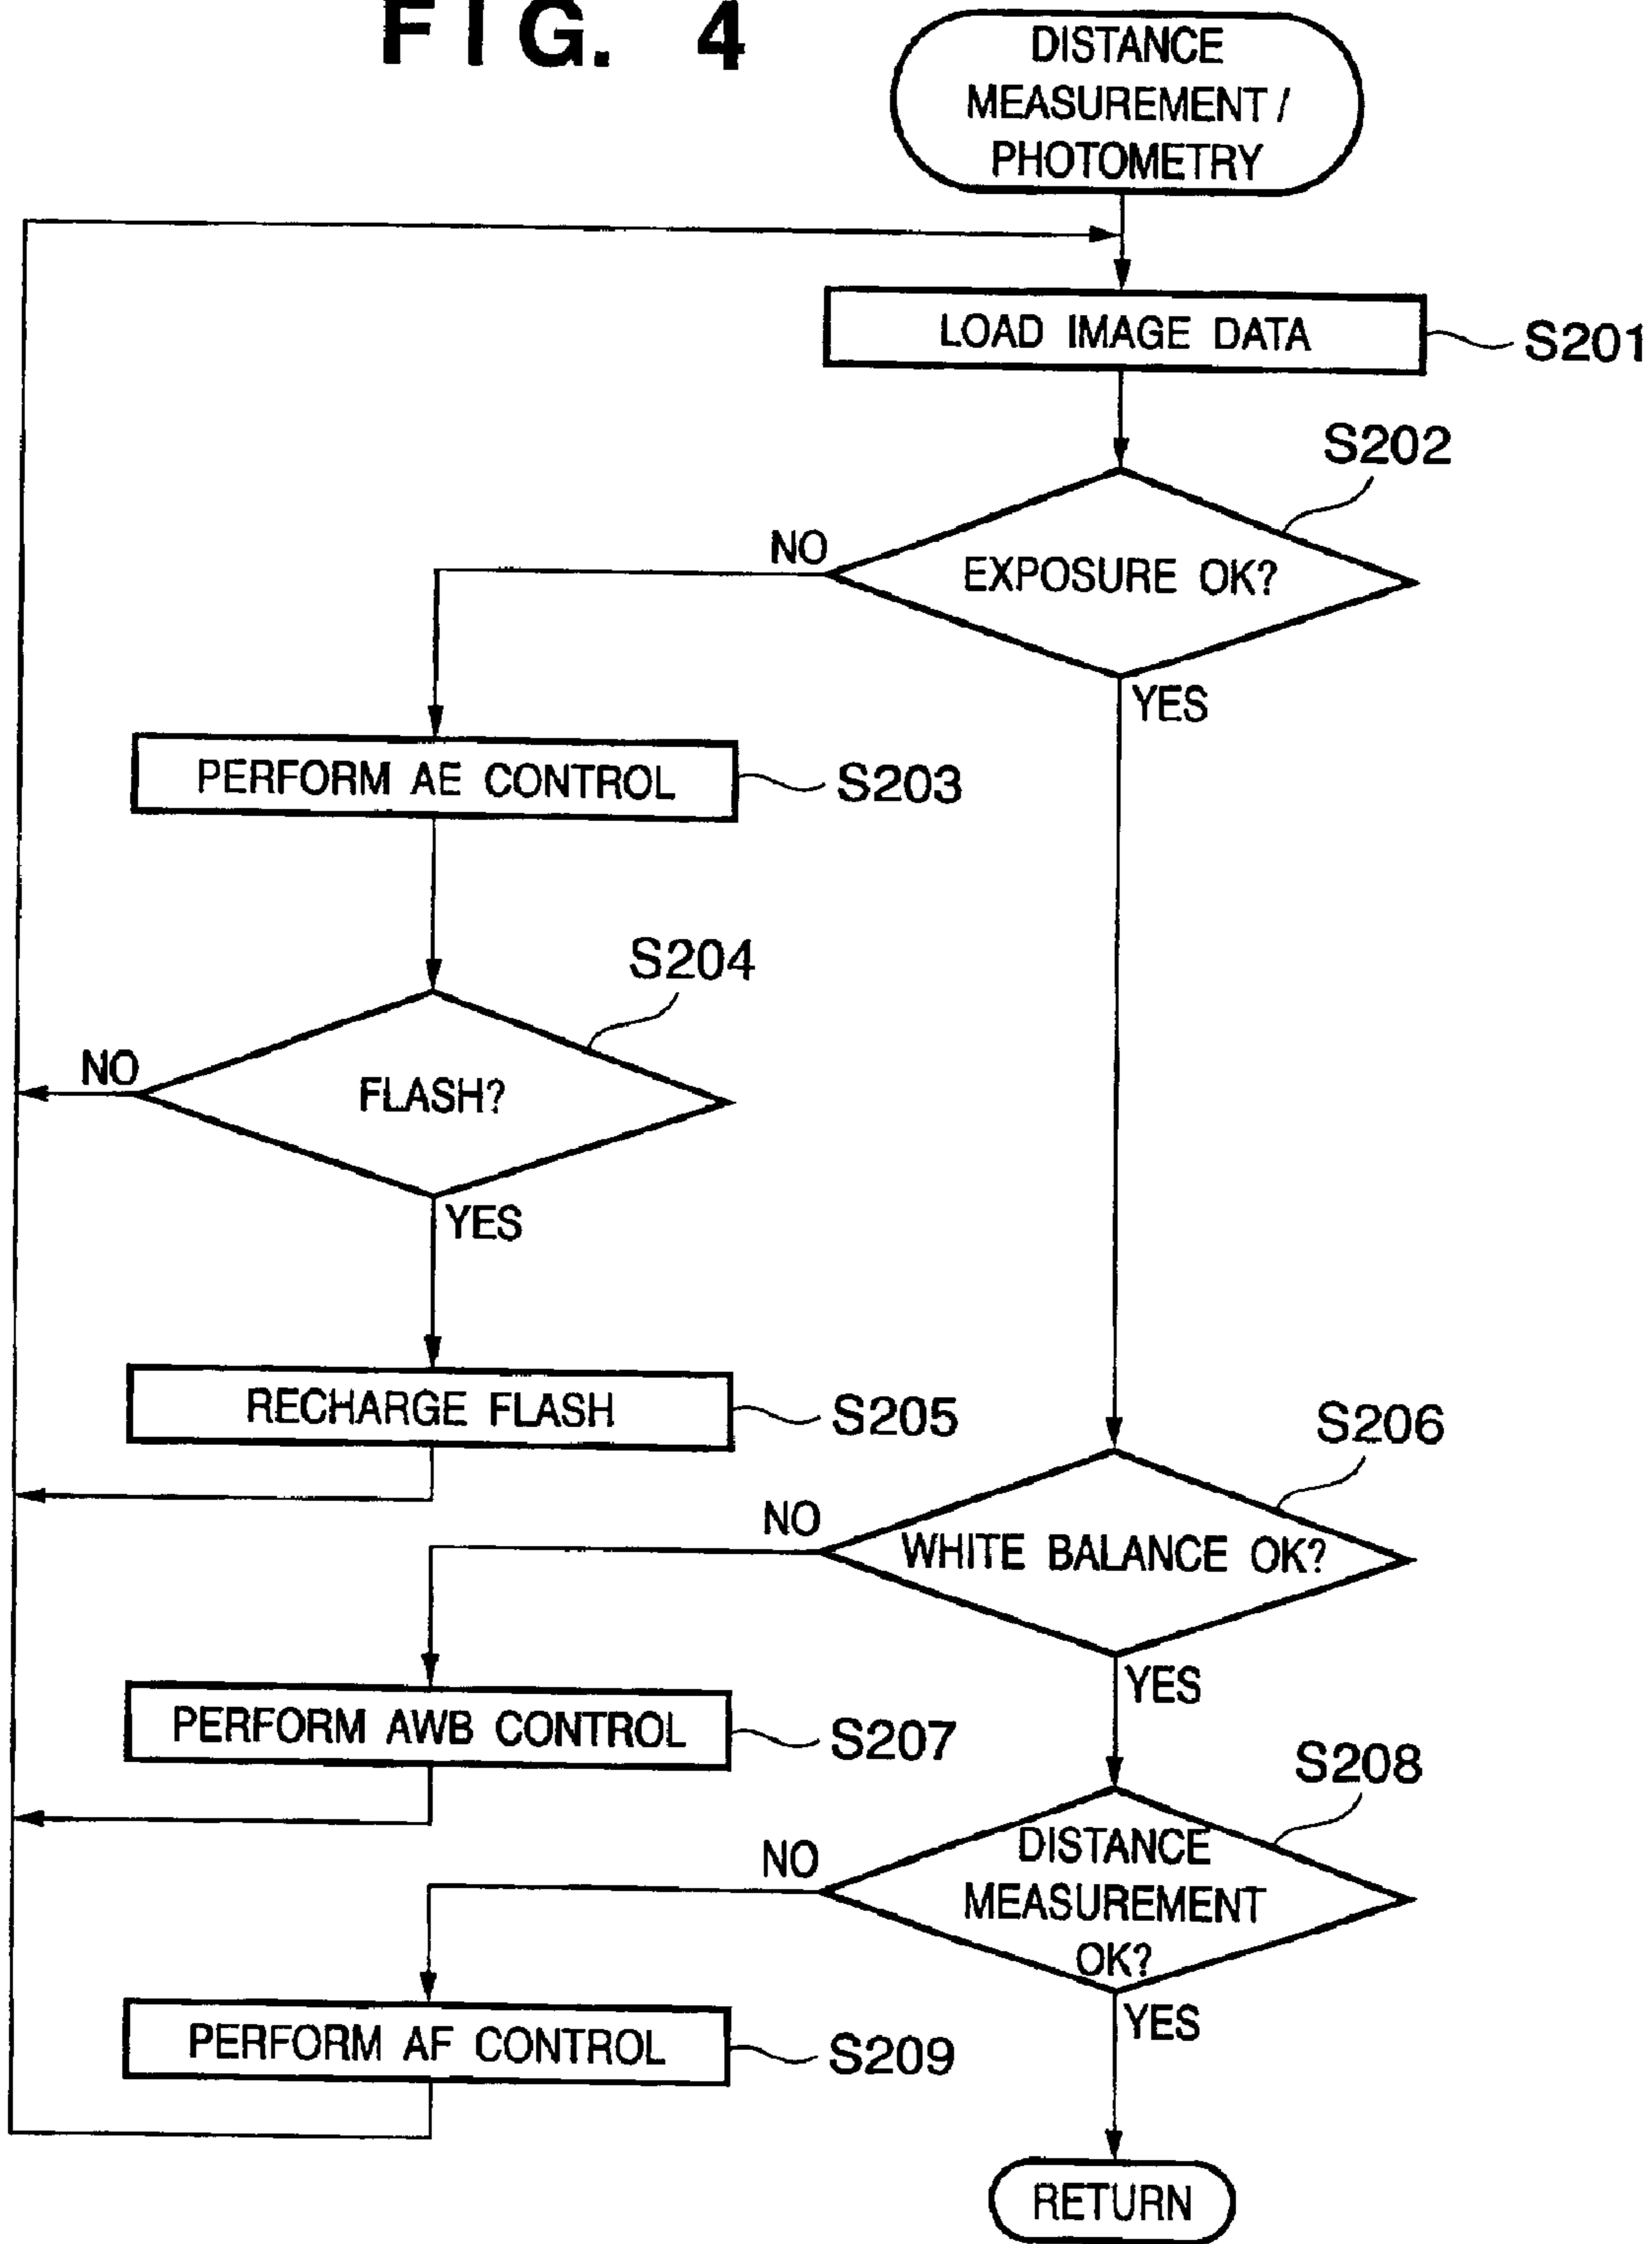 FIG. 4
DISTANCE
MEASUREMENT /
PHOTOMETRY
LOAD IMAGE DATA
S201
S202
EXPOSURE OK?
NO
YES
PERFORM AE CONTROL
S203
S204
FLASH?
NO
YES
RECHARGE FLASH
S205
S206
WHITE BALANCE OK?
NO
YES
PERFORM AWB CONTROL
S207
S208
DISTANCE
MEASUREMENT
OK?
NO
YES
PERFORM AF CONTROL
S209
RETURN